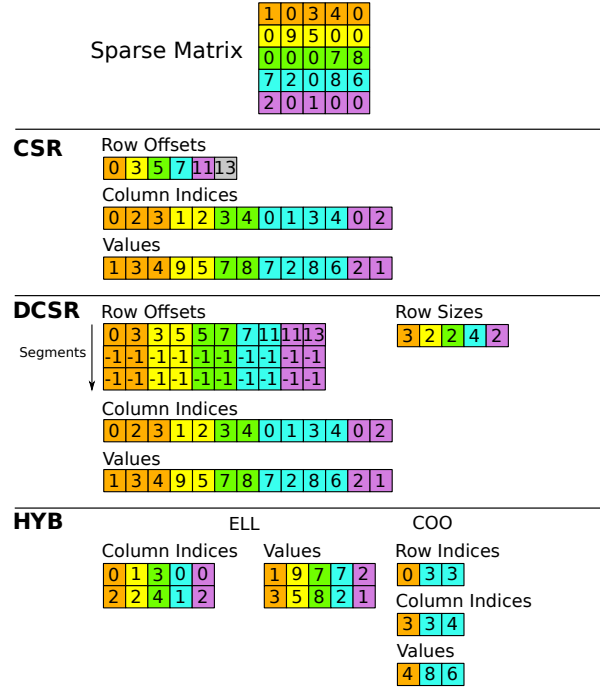 1 0 3 4 0
0 9 5 0 0
Sparse Matrix
0 0 0 7 8
7 2 0 8 6
2 0 1 0 0
CSR
Row Offsets
0 3 5 7 11 13
Column Indices
0 2 3 1 2 3 4 0 1 3 4 0 2
Values
1 3 4 9 5 7 8 7 2 8 6 2 1
DCSR
Row Offsets
Row Sizes
0 3 3 5 5 7 7 11 11 13
3 2 2 4 2
Segments
-1 -1 -1 -1 -1 -1 -1 -1 -1 -1
-1 -1 -1 -1 -1 -1 -1 -1 -1 -1
Column Indices
0 2 3 1 2 3 4 0 1 3 4 0 2
Values
1 3 4 9 5 7 8 7 2 8 6 2 1
HYB
ELL
COO
Column Indices
Values
Row Indices
0 1 3 0 0
1 9 7 7 2
0 3 3
2 2 4 1 2
3 5 8 2 1
Column Indices
3 3 4
Values
4 8 6